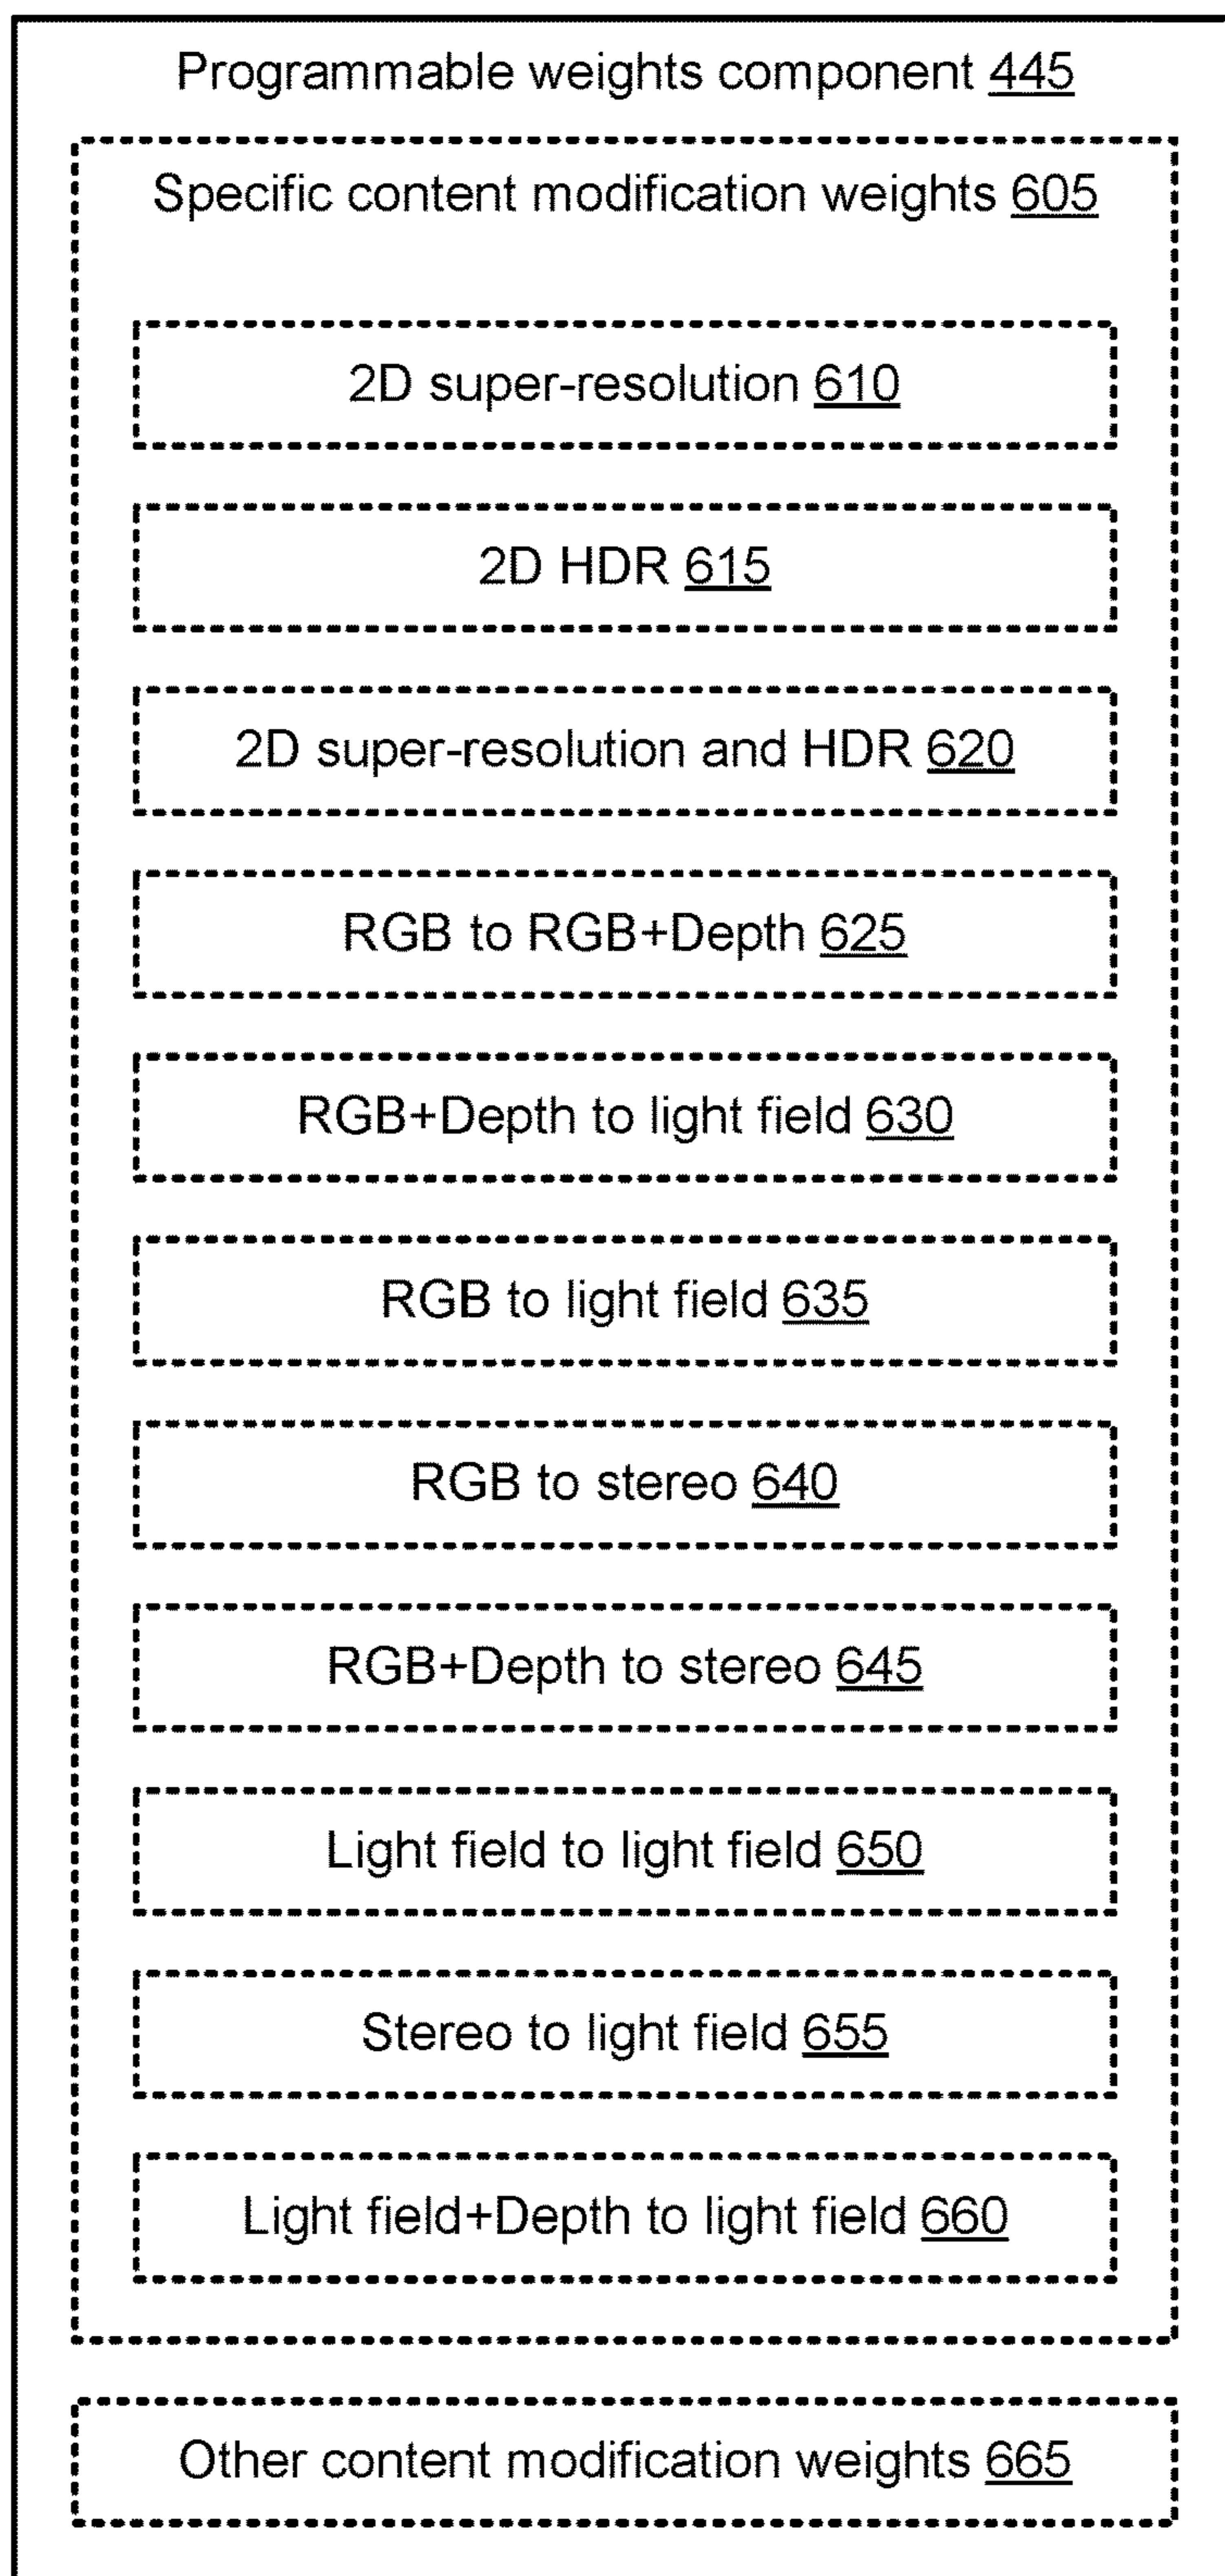 Programmable weights component 445
Specific content modification weights 605
2D super-resolution 610
2D HDR 615
2D super-resolution and HDR 620
RGB to RGB+Depth 625
RGB+Depth to light field 630
RGB to light field 635
RGB to stereo 640
RGB+Depth to stereo 645
Light field to light field 650
Stereo to light field 655
Light field+Depth to light field 660
Other content modification weights 665